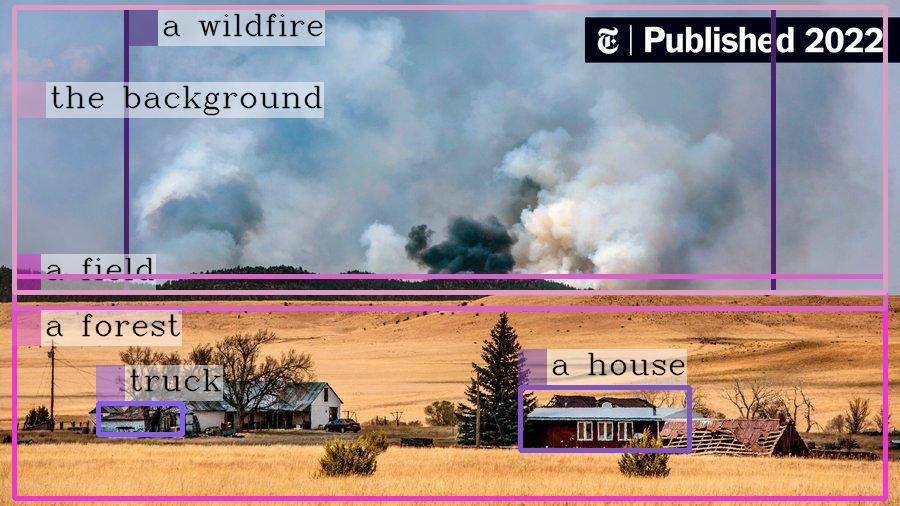 a wildfire
Published 2022
the background
a field
a forest
a house
truck